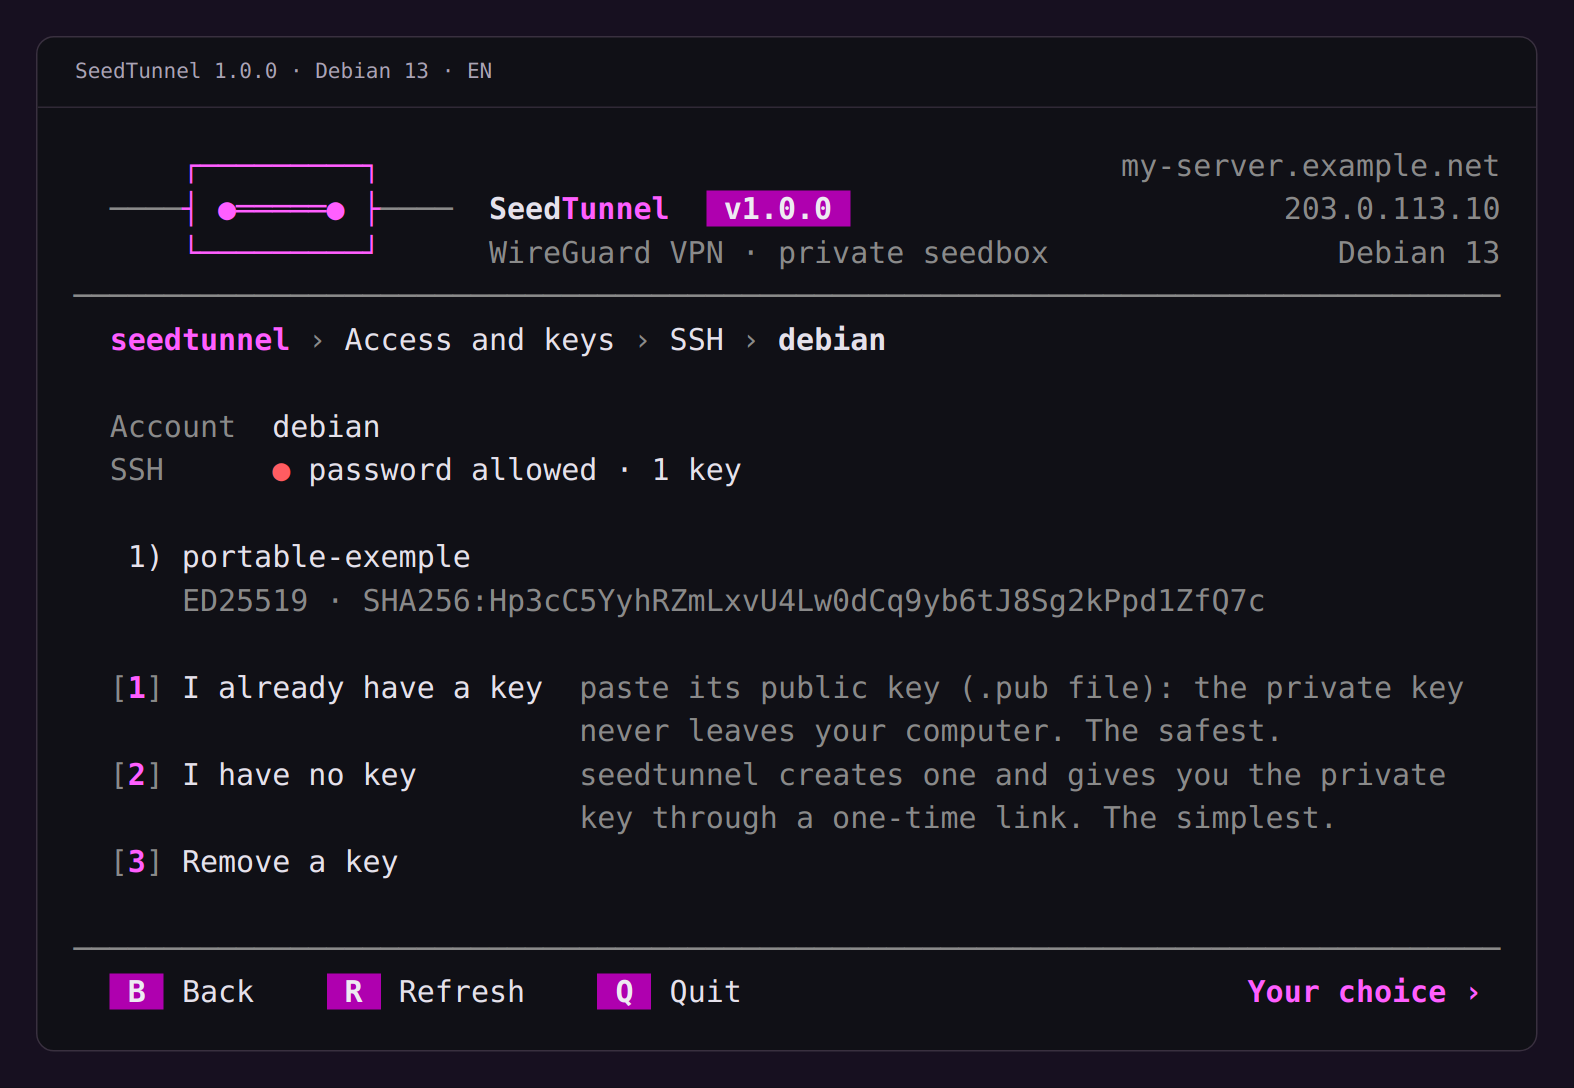 SeedTunnel 1.0.0 · Debian 13 · EN
my-server.example.net
SeedTunnel v1.0.0 203.0.113.10
WireGuard VPN · private seedbox Debian 13
seedtunnel › Access and keys › SSH › debian
Account debian
SSH ● password allowed · 1 key
1) portable-exemple
ED25519 · SHA256:Hp3cC5YyhRZmLxvU4Lw0dCq9yb6tJ8Sg2kPpd1ZfQ7c
[1] I already have a key paste its public key (.pub file): the private key
never leaves your computer. The safest.
[2] I have no key seedtunnel creates one and gives you the private
key through a one-time link. The simplest.
[3] Remove a key
B Back R Refresh Q Quit Your choice ›